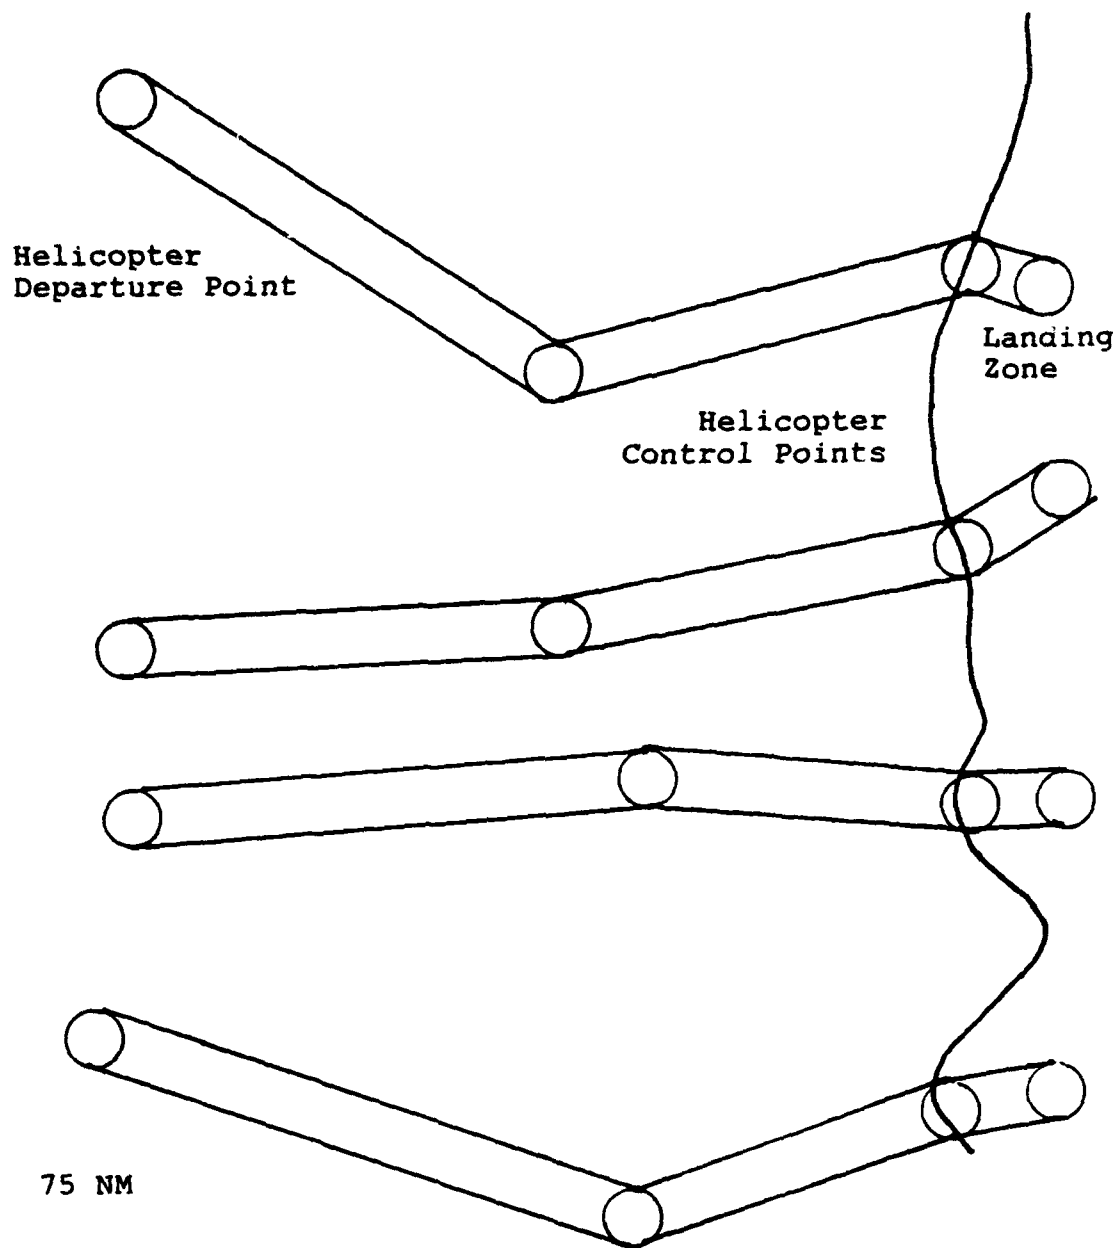 Helicopter
Departure Point
Landing
Zone
Helicopter
Control Points
75 NM